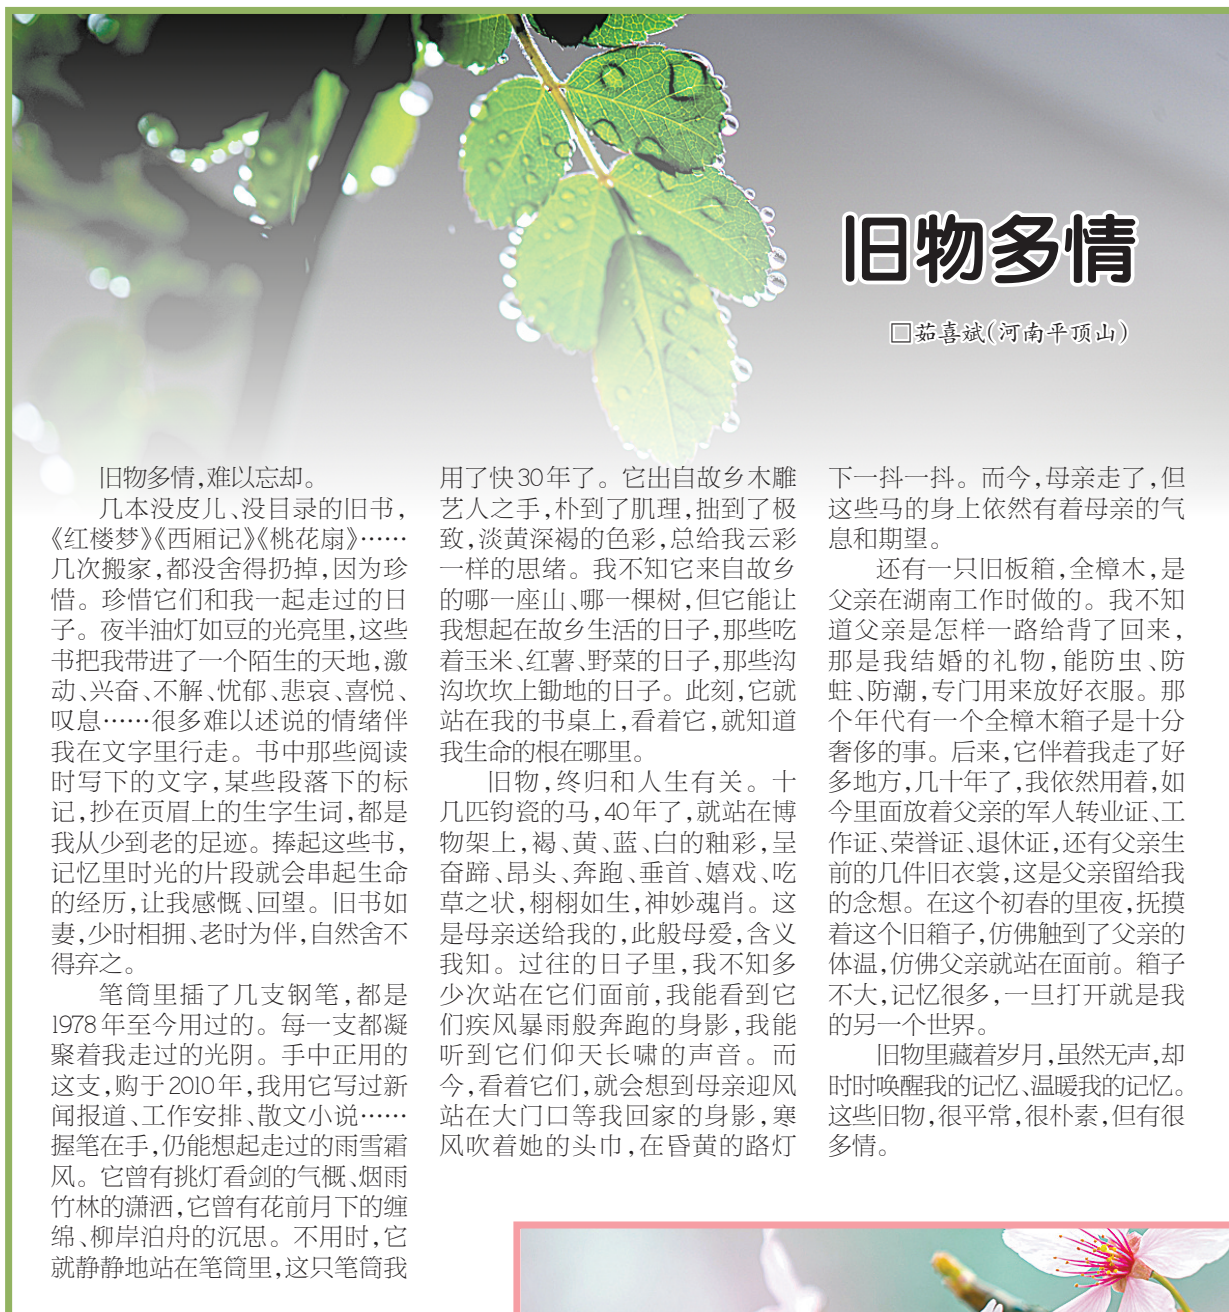 旧物多情
□茹喜斌(河南平顶山)
旧物多情,难以忘却。
几本没皮儿、没目录的旧书,
《红楼梦》《西厢记》《桃花扇》……
几次搬家,都没舍得扔掉,因为珍
惜。珍惜它们和我一起走过的日
子。夜半油灯如豆的光亮里,这些
书把我带进了一个陌生的天地,激
动、兴奋、不解、忧郁、悲哀、喜悦、
叹息……很多难以述说的情绪伴
我在文字里行走。书中那些阅读
时写下的文字,某些段落下的标
记,抄在页眉上的生字生词,都是
我从少到老的足迹。捧起这些书,
记忆里时光的片段就会串起生命
的经历,让我感慨、回望。旧书如
妻,少时相拥、老时为伴,自然舍不
得弃之。
笔筒里插了几支钢笔,都是
1978年至今用过的。每一支都凝
聚着我走过的光阴。手中正用的
这支,购于2010年,我用它写过新
闻报道、工作安排、散文小说……
握笔在手,仍能想起走过的雨雪霜
风。它曾有挑灯看剑的气概、烟雨
竹林的潇洒,它曾有花前月下的缠
绵、柳岸泊舟的沉思。不用时,它
就静静地站在笔筒里,这只笔筒我
用了快30年了。它出自故乡木雕
艺人之手,朴到了肌理,拙到了极
致,淡黄深褐的色彩,总给我云彩
一样的思绪。我不知它来自故乡
的哪一座山、哪一棵树,但它能让
我想起在故乡生活的日子,那些吃
着玉米、红薯、野菜的日子,那些沟
沟坎坎上锄地的日子。此刻,它就
站在我的书桌上,看着它,就知道
我生命的根在哪里。
旧物,终归和人生有关。十
几匹钧瓷的马,40年了,就站在博
物架上,褐、黄、蓝、白的釉彩,呈
奋蹄、昂头、奔跑、垂首、嬉戏、吃
草之状,栩栩如生,神妙魂肖。这
是母亲送给我的,此般母爱,含义
我知。过往的日子里,我不知多
少次站在它们面前,我能看到它
们疾风暴雨般奔跑的身影,我能
听到它们仰天长啸的声音。而
今,看着它们,就会想到母亲迎风
站在大门口等我回家的身影,寒
风吹着她的头巾,在昏黄的路灯
下一抖一抖。而今,母亲走了,但
这些马的身上依然有着母亲的气
息和期望。
还有一只旧板箱,全樟木,是
父亲在湖南工作时做的。我不知
道父亲是怎样一路给背了回来,
那是我结婚的礼物,能防虫、防
蛀、防潮,专门用来放好衣服。那
个年代有一个全樟木箱子是十分
奢侈的事。后来,它伴着我走了好
多地方,几十年了,我依然用着,如
今里面放着父亲的军人转业证、工
作证、荣誉证、退休证,还有父亲生
前的几件旧衣裳,这是父亲留给我
的念想。在这个初春的里夜,抚摸
着这个旧箱子,仿佛触到了父亲的
体温,仿佛父亲就站在面前。箱子
不大,记忆很多,一旦打开就是我
的另一个世界。
旧物里藏着岁月,虽然无声,却
时时唤醒我的记忆、温暖我的记忆。
这些旧物,很平常,很朴素,但有很
多情。